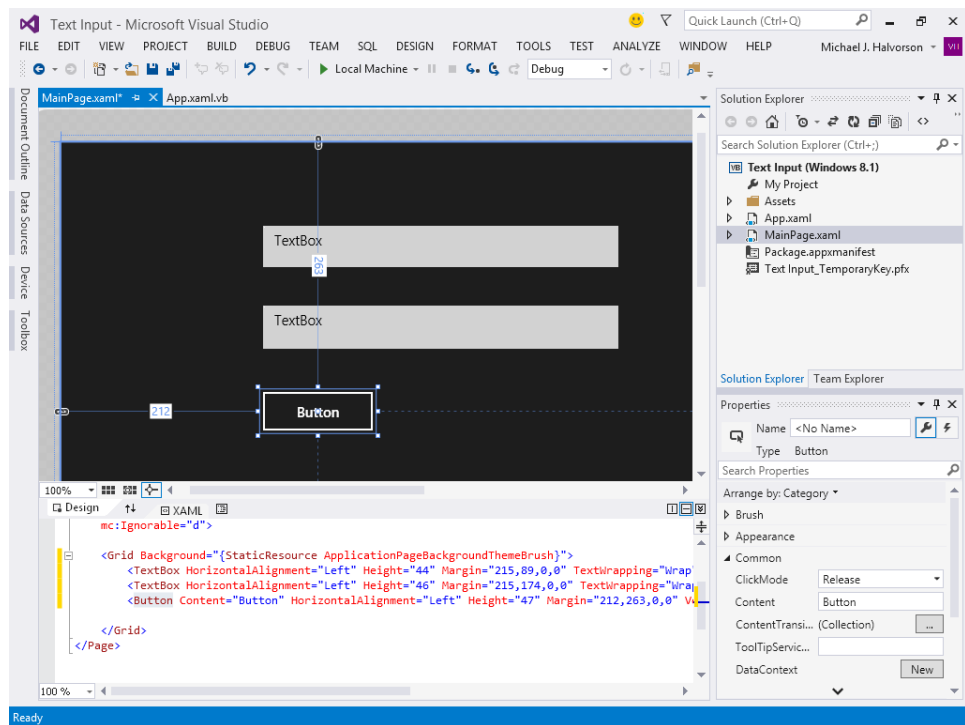 Text Input - Microsoft Visual Studio
Quick Launch (Ctrl+Q)
FILE EDIT VIEW PROJECT BUILD DEBUG TEAM SQL DESIGN FORMAT TOOLS TEST ANALYZE WINDOW HELP Michael J. Halvorson
Local Machine Debug
Document Outline
Data Sources
Device
Toolbox
MainPage.xaml* App.xaml.vb
TextBox
263
TextBox
212
Button
100%
Design XAML
mc:Ignorable="d">
<Grid Background="{StaticResource ApplicationPageBackgroundThemeBrush}">
<TextBox HorizontalAlignment="Left" Height="44" Margin="215,89,0,0" TextWrapping="Wrap"
<TextBox HorizontalAlignment="Left" Height="46" Margin="215,174,0,0" TextWrapping="Wrap
<Button Content="Button" HorizontalAlignment="Left" Height="47" Margin="212,263,0,0"
</Grid>
</Page>
100 %
Solution Explorer
Search Solution Explorer (Ctrl+;)
VB Text Input (Windows 8.1)
My Project
Assets
App.xaml
MainPage.xaml
Package.appxmanifest
Text Input_TemporaryKey.pfx
Solution Explorer Team Explorer
Properties
Name <No Name>
Type Button
Search Properties
Arrange by: Category
Brush
Appearance
Common
ClickMode Release
Content Button
ContentTransi... (Collection) ...
ToolTipServic...
DataContext New
Ready